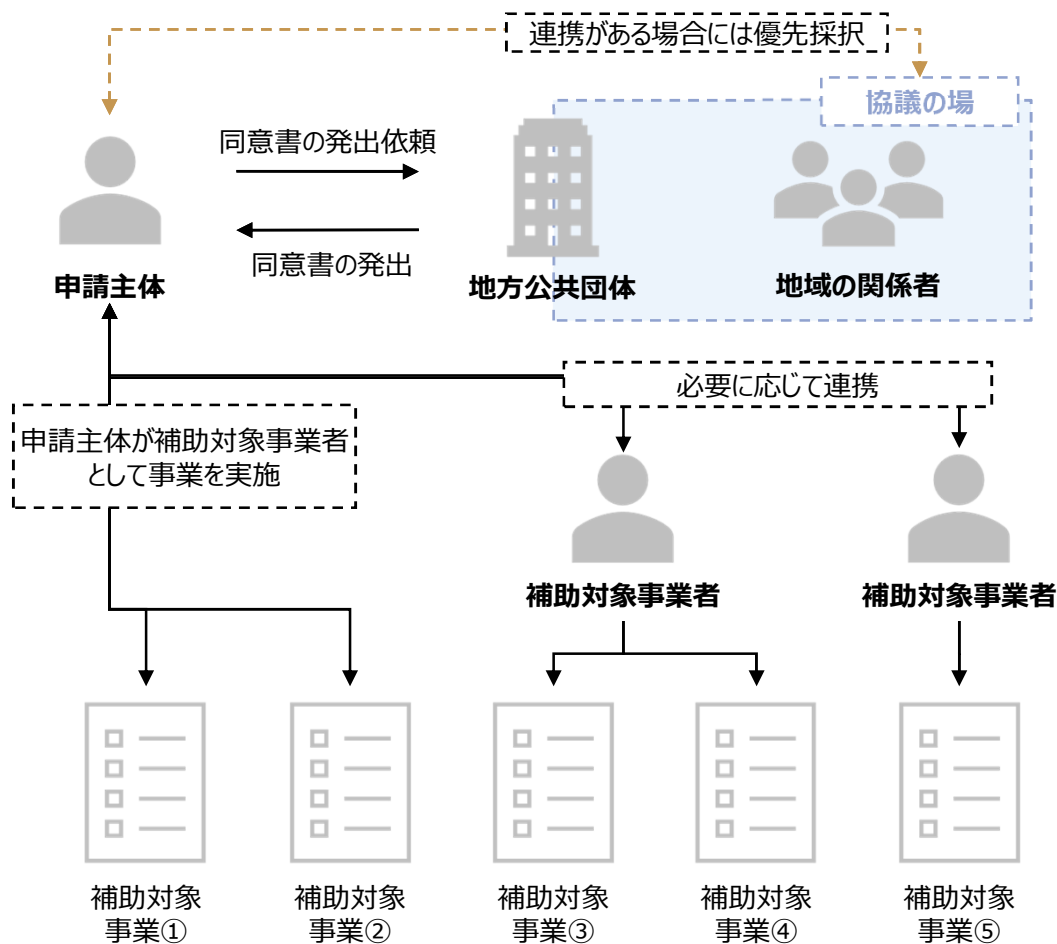 連携がある場合には優先採択
協議の場
同意書の発出依頼
同意書の発出
申請主体
地方公共団体
地域の関係者
必要に応じて連携
申請主体が補助対象事業者
として事業を実施
補助対象事業者
補助対象事業者
補助対象
事業①
補助対象
事業②
補助対象
事業③
補助対象
事業④
補助対象
事業⑤